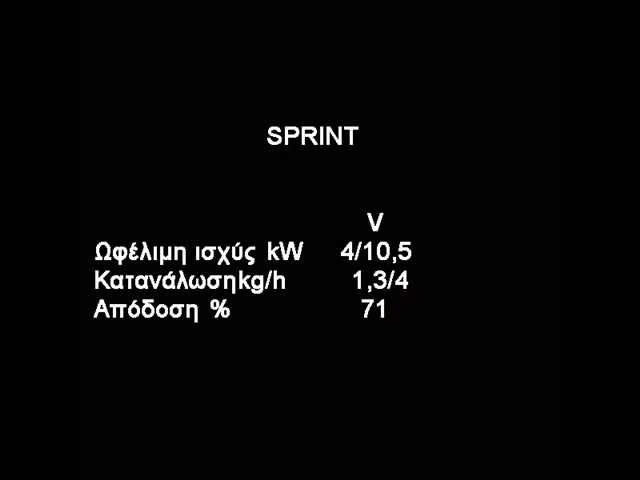 SPRINT
V
Ωφέλιμη ισχύς kW 4/10,5
Κατανάλωσηkg/h 1,3/4
Απόδοση % 71